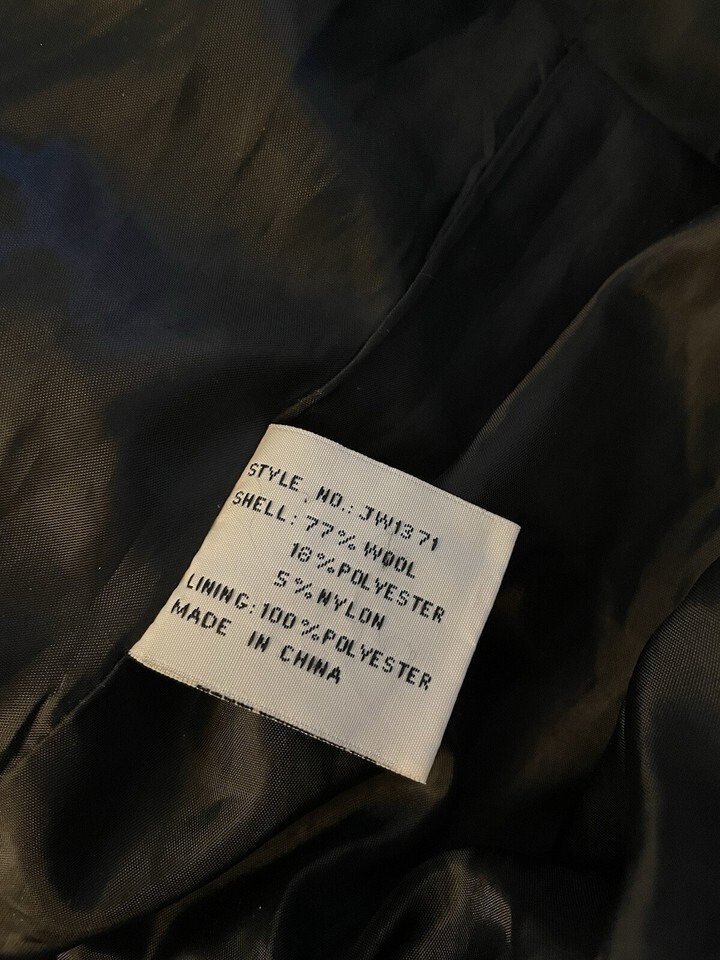 STYLE NO.: JW1371
SHELL: 77% WOOL
18%POLYESTER
5%NYLON
LINING:100%POLYESTER
MADE IN CHINA